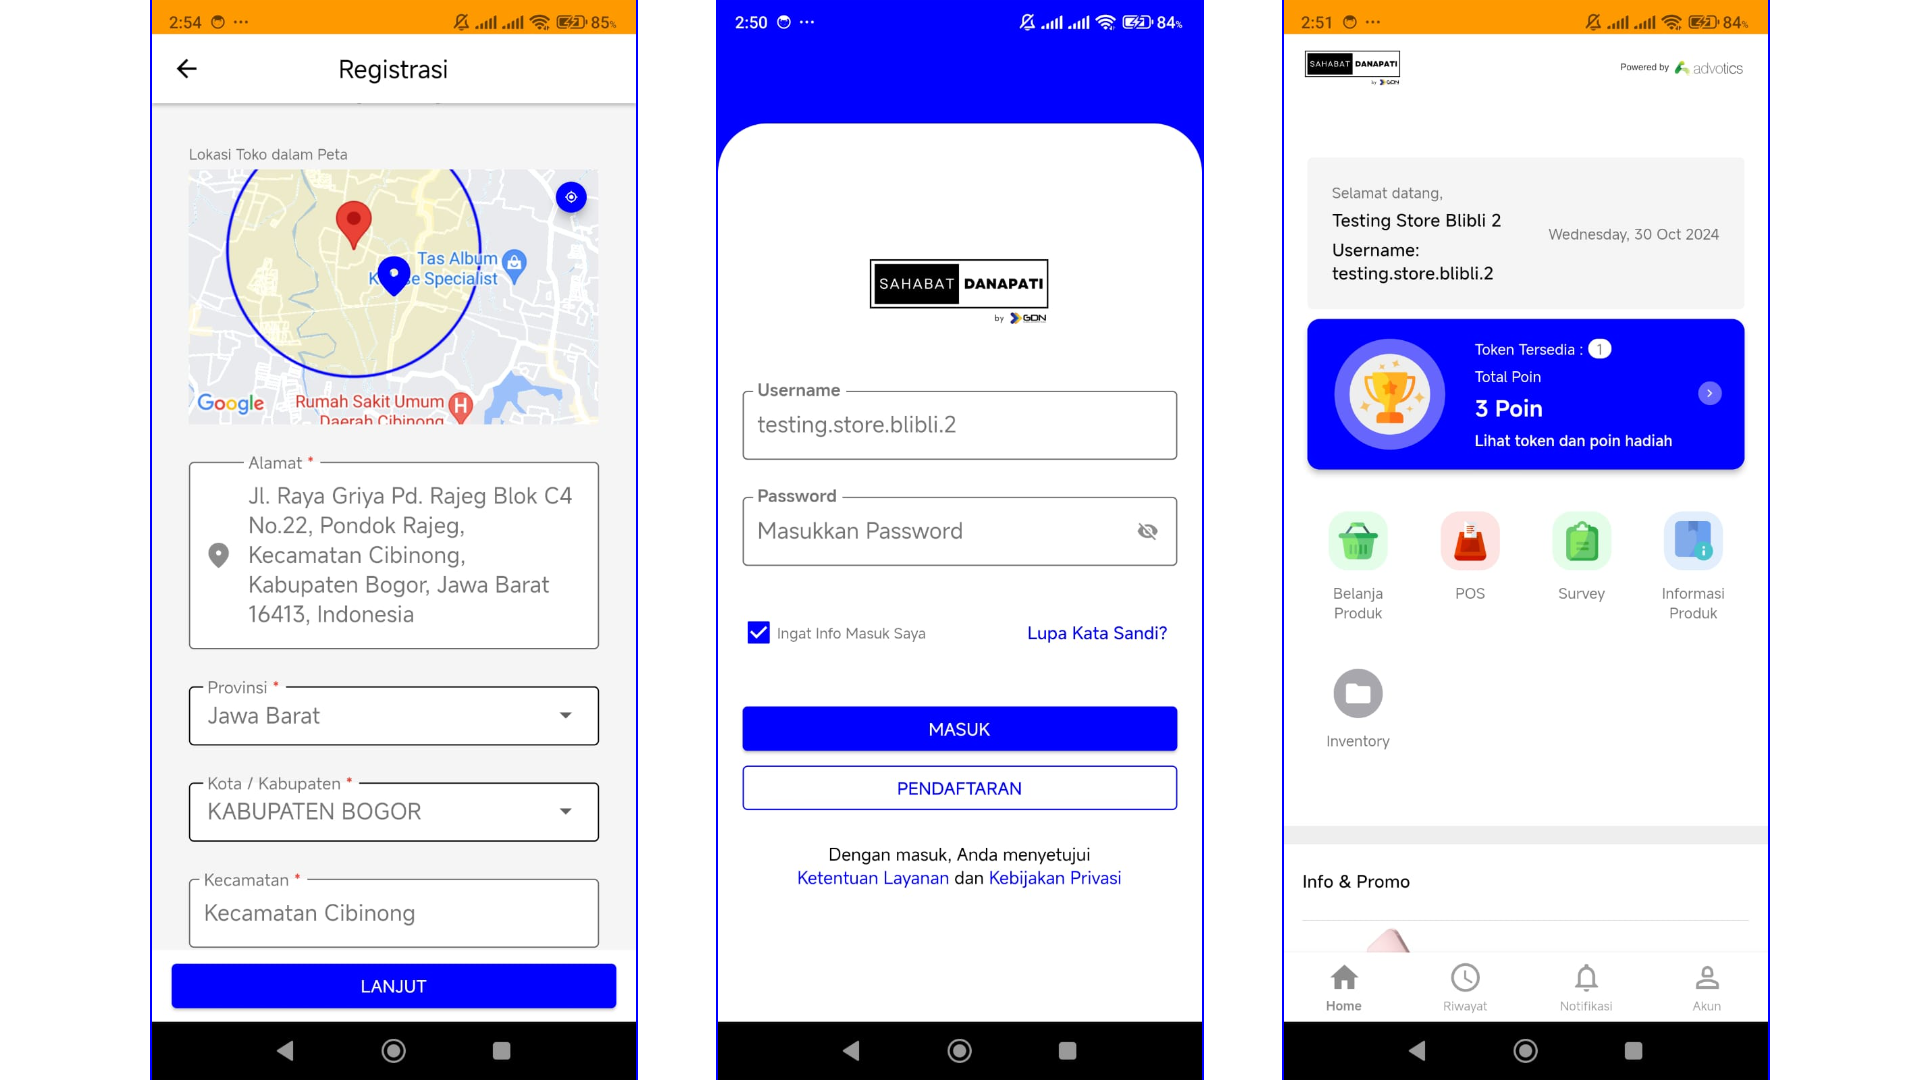 2:54
85%
Registrasi
Lokasi Toko dalam Peta
Tas Album
Specialist
Google
Rumah Sakit Umum
Daerah Cibinong
Alamat *
Jl. Raya Griya Pd. Rajeg Blok C4
No.22, Pondok Rajeg,
Kecamatan Cibinong,
Kabupaten Bogor, Jawa Barat
16413, Indonesia
Provinsi *
Jawa Barat
Kota / Kabupaten *
KABUPATEN BOGOR
Kecamatan *
Kecamatan Cibinong
LANJUT
2:50
84%
SAHABAT DANAPATI
by GDN
Username
testing.store.blibli.2
Password
Masukkan Password
Ingat Info Masuk Saya
Lupa Kata Sandi?
MASUK
PENDAFTARAN
Dengan masuk, Anda menyetujui
Ketentuan Layanan dan Kebijakan Privasi
2:51
84%
SAHABAT DANAPATI
by GDN
Powered by advotics
Selamat datang,
Testing Store Blibli 2
Username:
testing.store.blibli.2
Wednesday, 30 Oct 2024
Token Tersedia : 1
Total Poin
3 Poin
Lihat token dan poin hadiah
Belanja
Produk
POS
Survey
Informasi
Produk
Inventory
Info & Promo
Home
Riwayat
Notifikasi
Akun